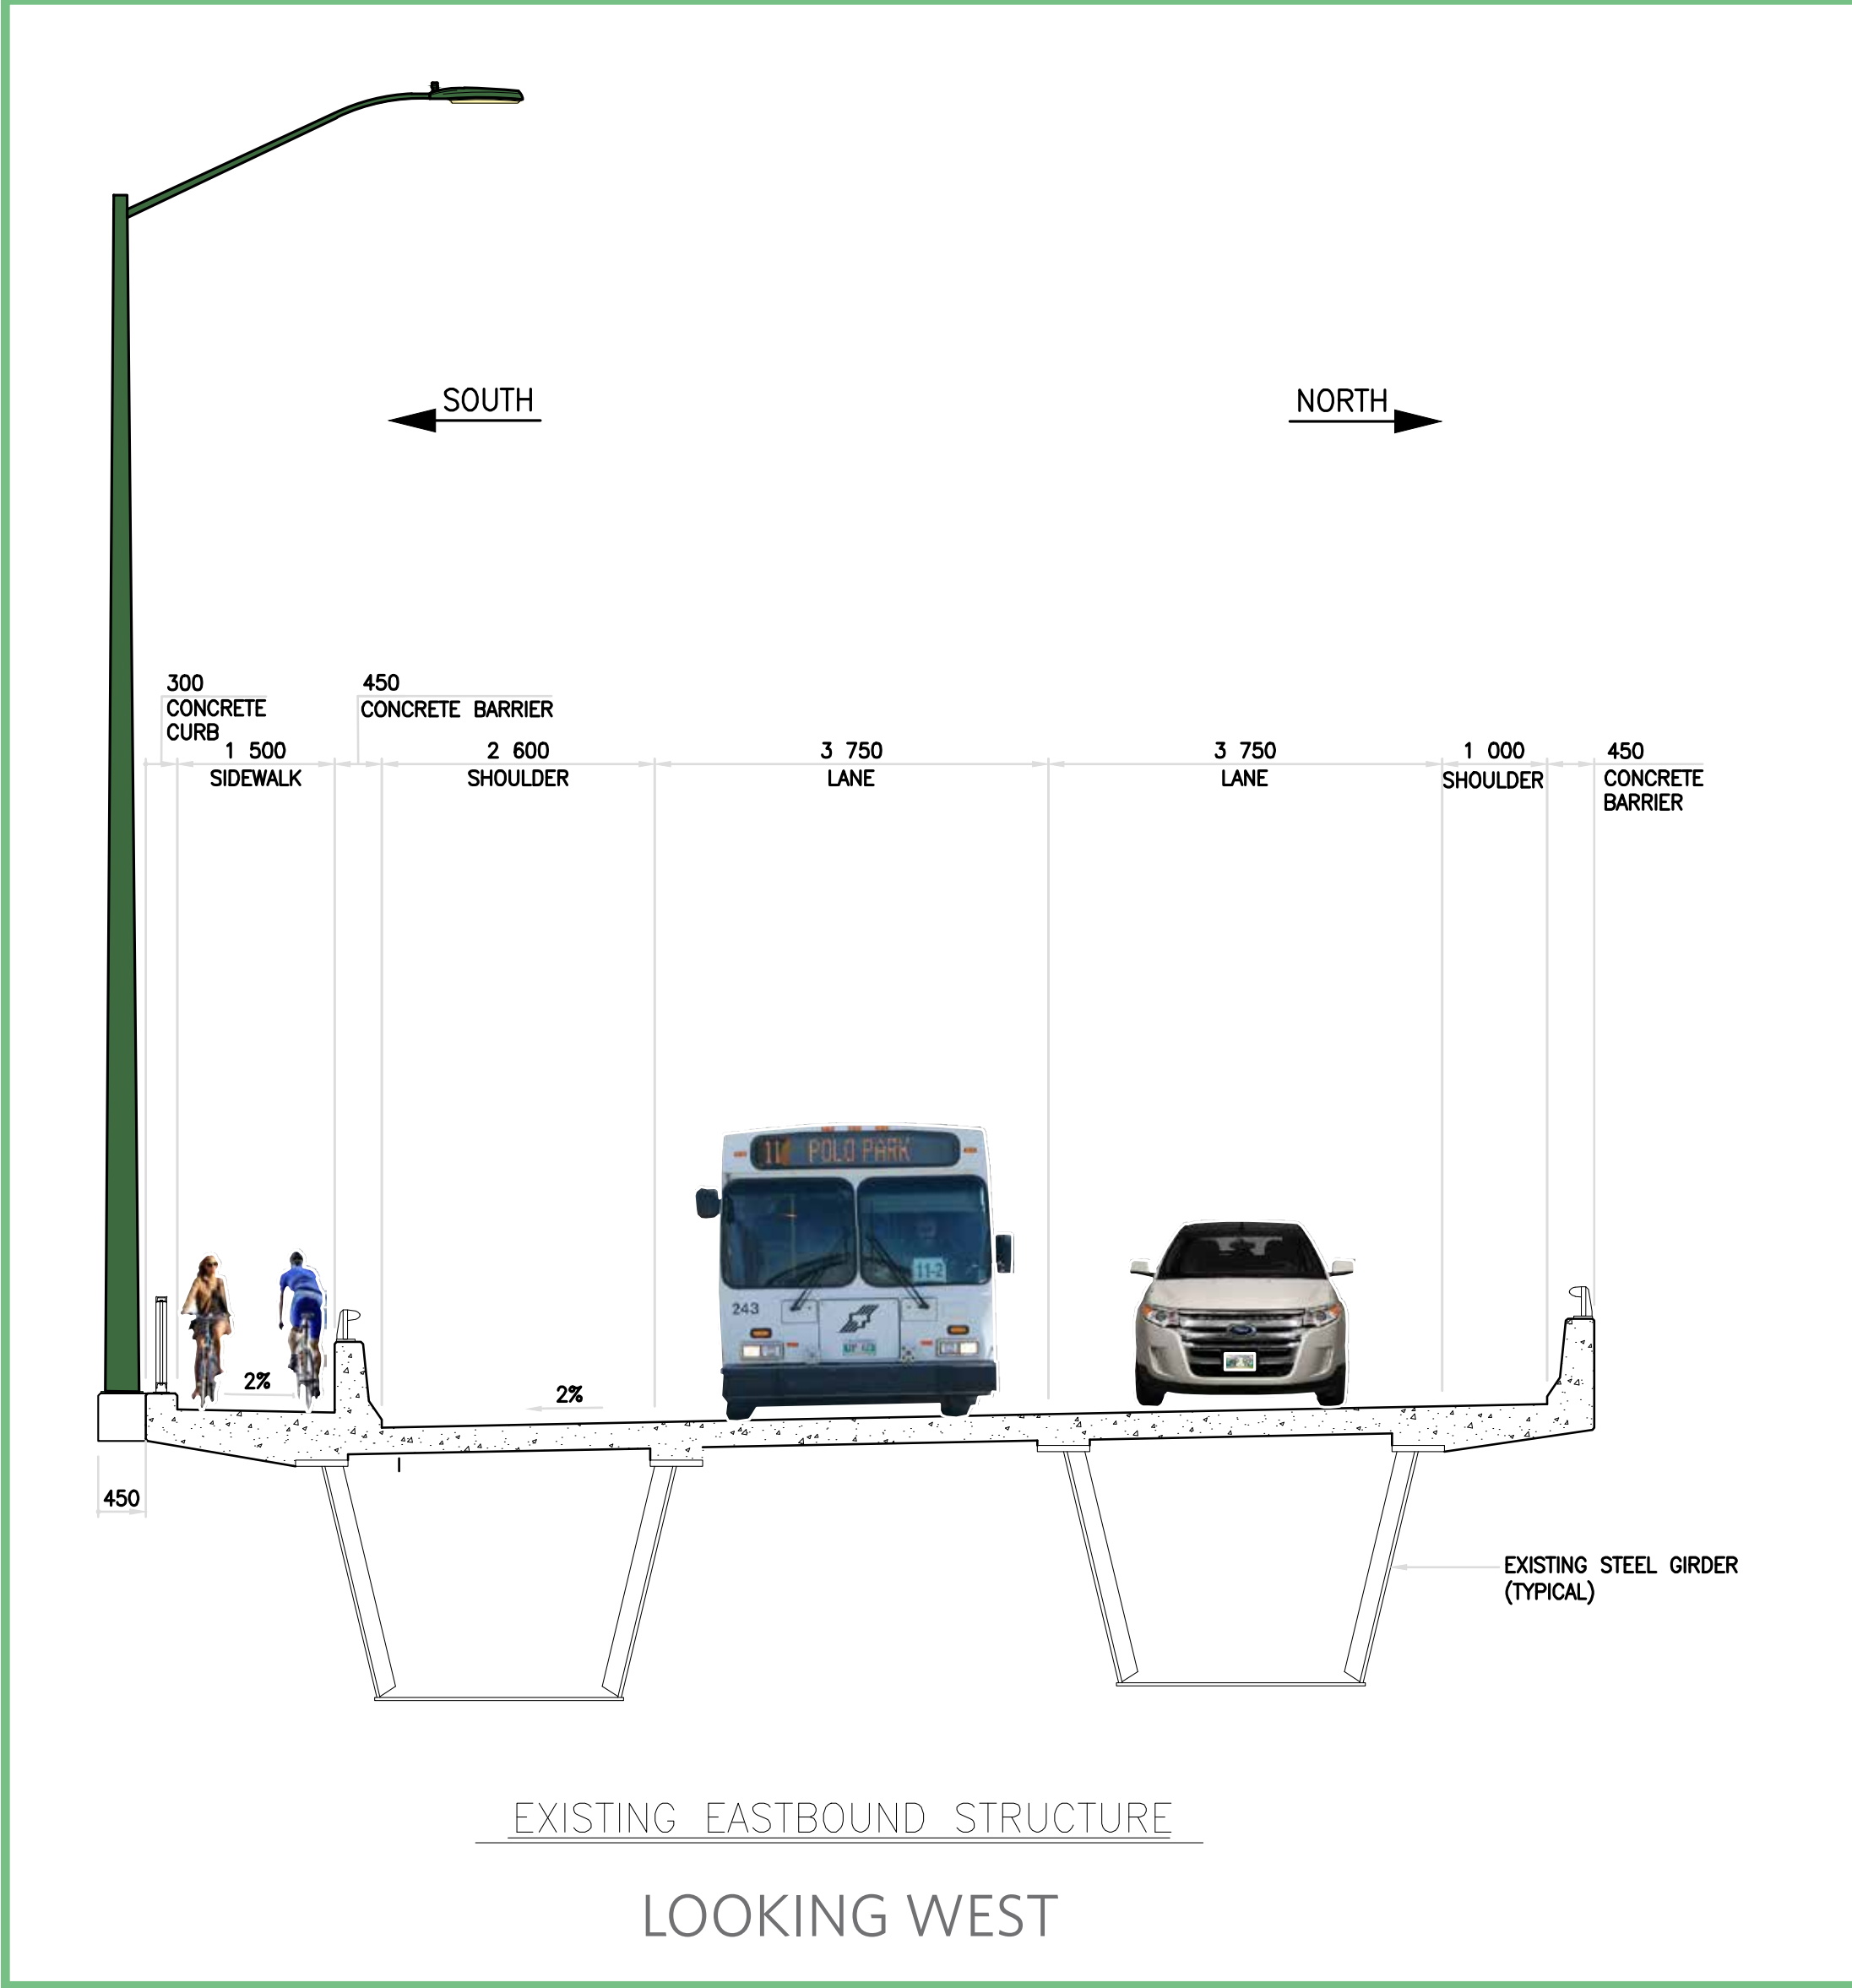 SOUTH
NORTH
300
CONCRETE
CURB
450
CONCRETE BARRIER
1 500
SIDEWALK
2 600
SHOULDER
3 750
LANE
3 750
LANE
1 000
SHOULDER
450
CONCRETE
BARRIER
POLO PARK
11-2
243
2%
2%
450
EXISTING STEEL GIRDER
(TYPICAL)
EXISTING EASTBOUND STRUCTURE
LOOKING WEST